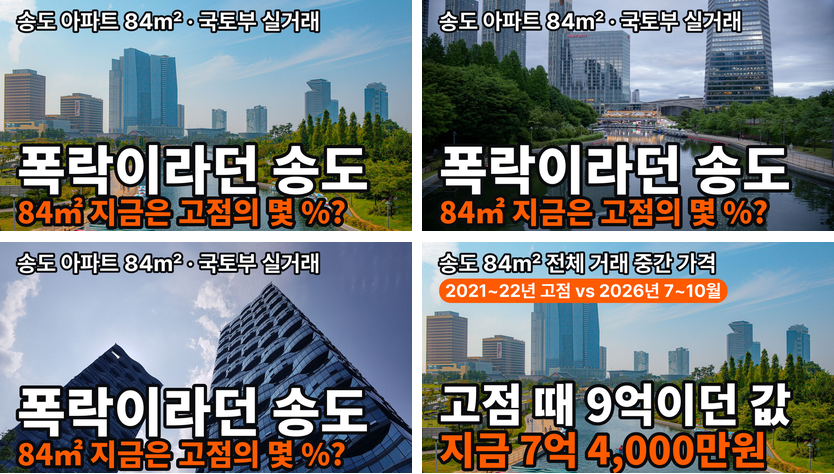 송도 아파트 84m² · 국토부 실거래
폭락이라던 송도
84㎡ 지금은 고점의 몇 %?
송도 아파트 84m² · 국토부 실거래
폭락이라던 송도
84㎡ 지금은 고점의 몇 %?
송도 아파트 84m² · 국토부 실거래
폭락이라던 송도
84㎡ 지금은 고점의 몇 %?
송도 84m² 전체 거래 중간 가격
2021~22년 고점 vs 2026년 7~10월
고점 때 9억이던 값
지금 7억 4,000만원